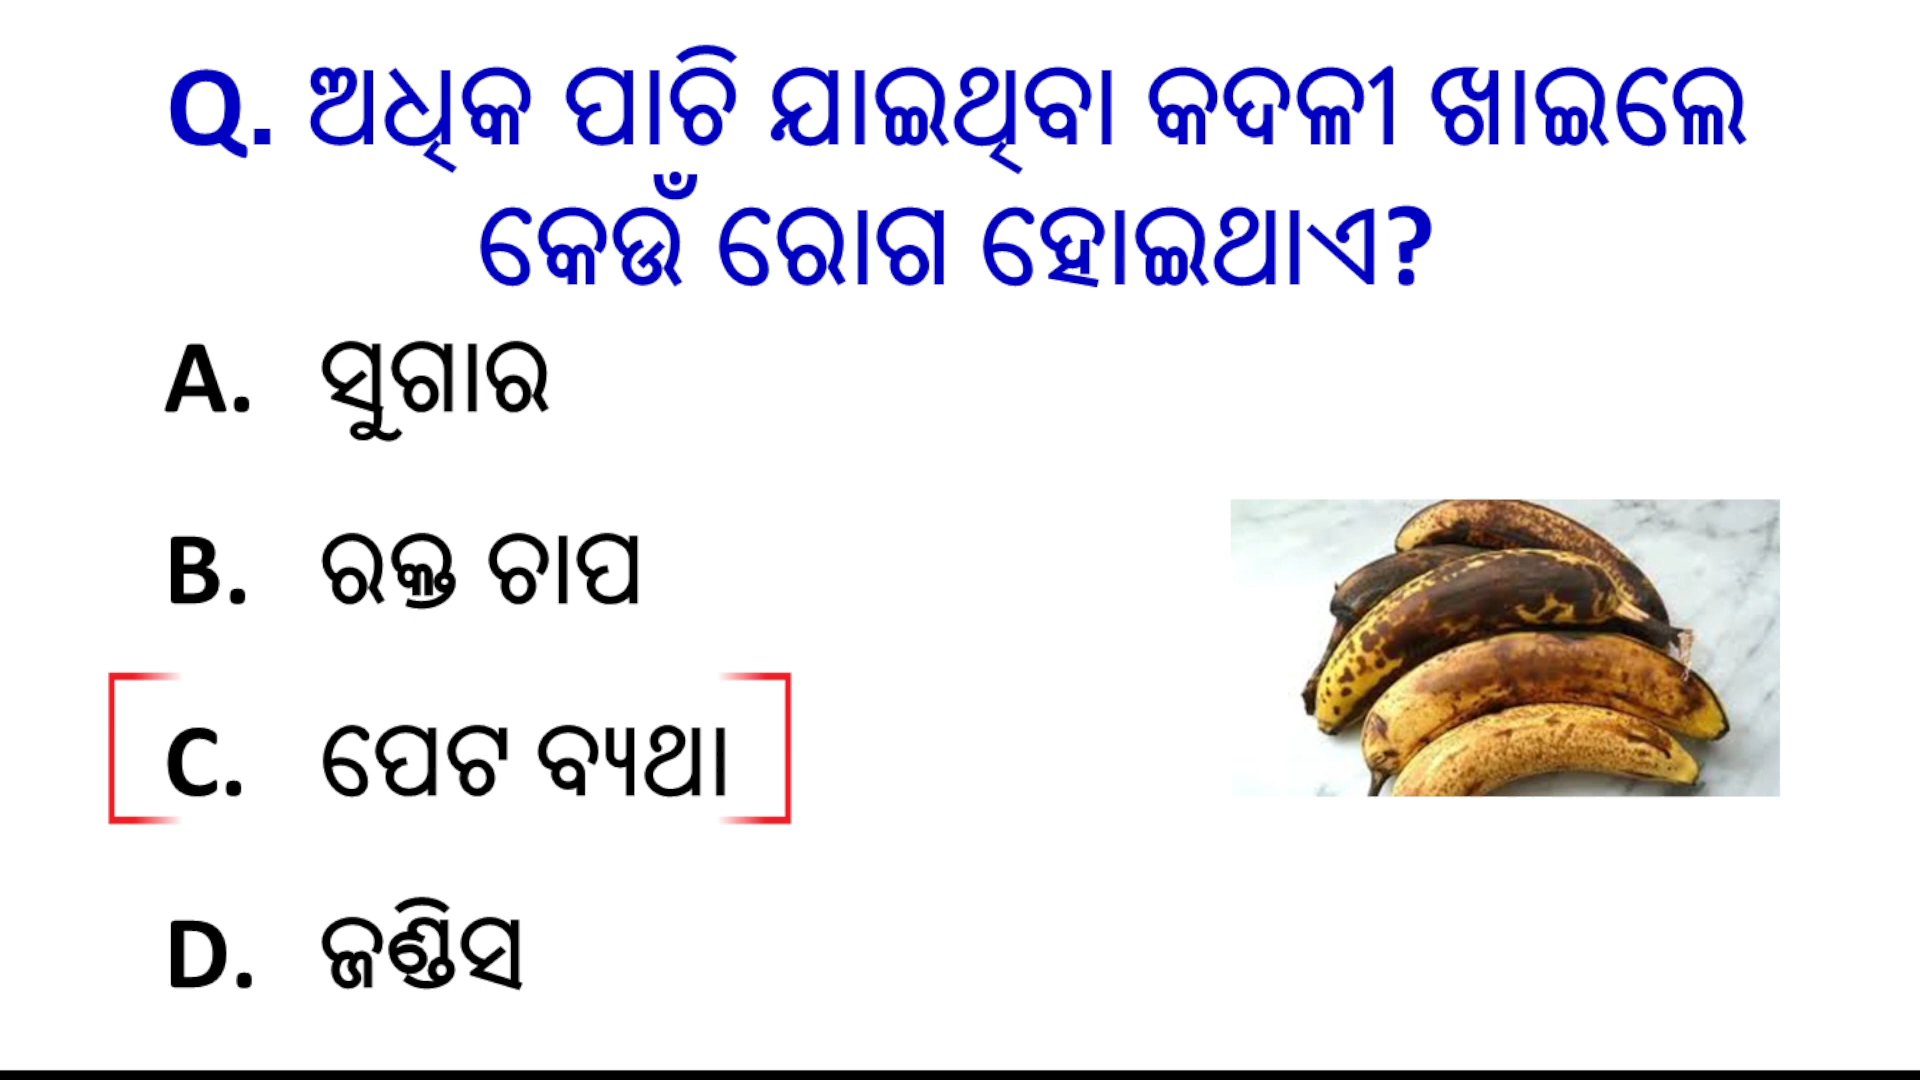 Q. ଅଧିକ ପାଚି ଯାଇଥିବା କଦଳୀ ଖାଇଲେ
କେଉଁ ରୋଗ ହୋଇଥାଏ?
A. ସୁଗାର
B. ରକ୍ତ ଚାପ
C. ପେଟ ବ୍ୟଥା
D. ଜଣ୍ଡିସ